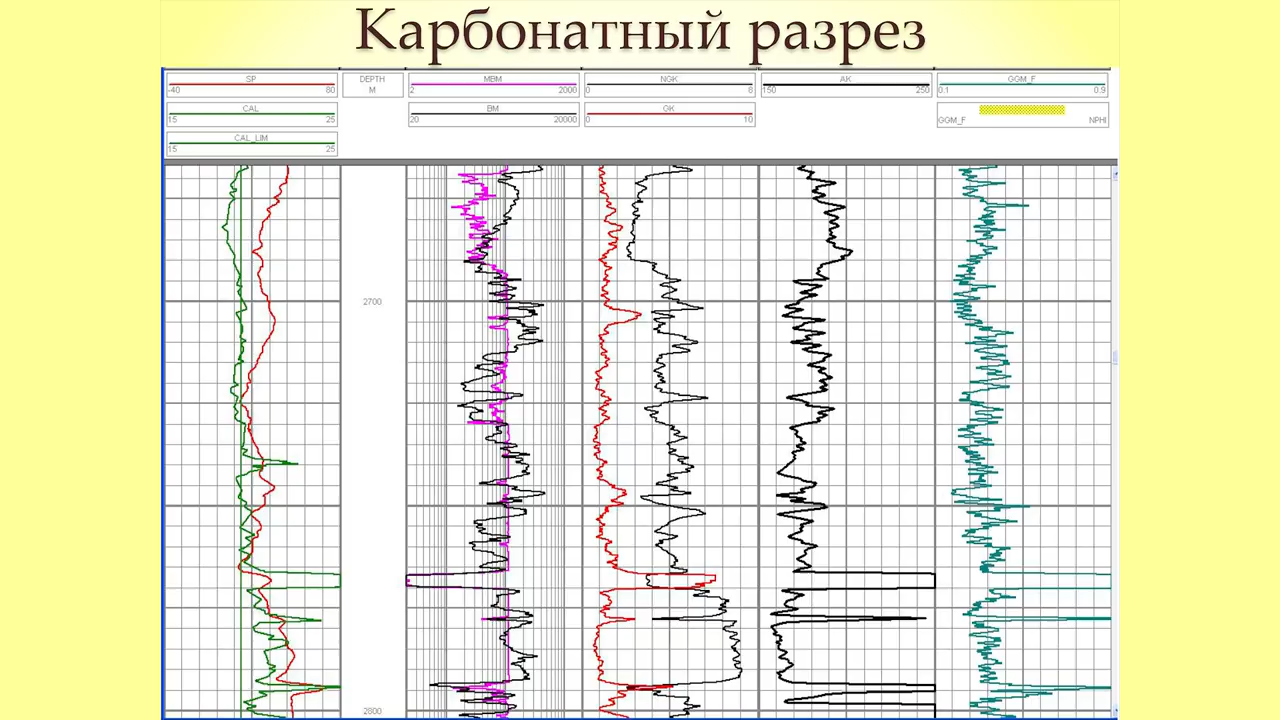 Карбонатный разрез
SP DEPTH MBM NGK AK GGM_F
-40 80 M 2 2000 0 8 150 250 0.1 0.9
CAL BM GK
15 25 20 20000 0 10 GGM_F NPHI
CAL_LIM
15 25
2700
2800